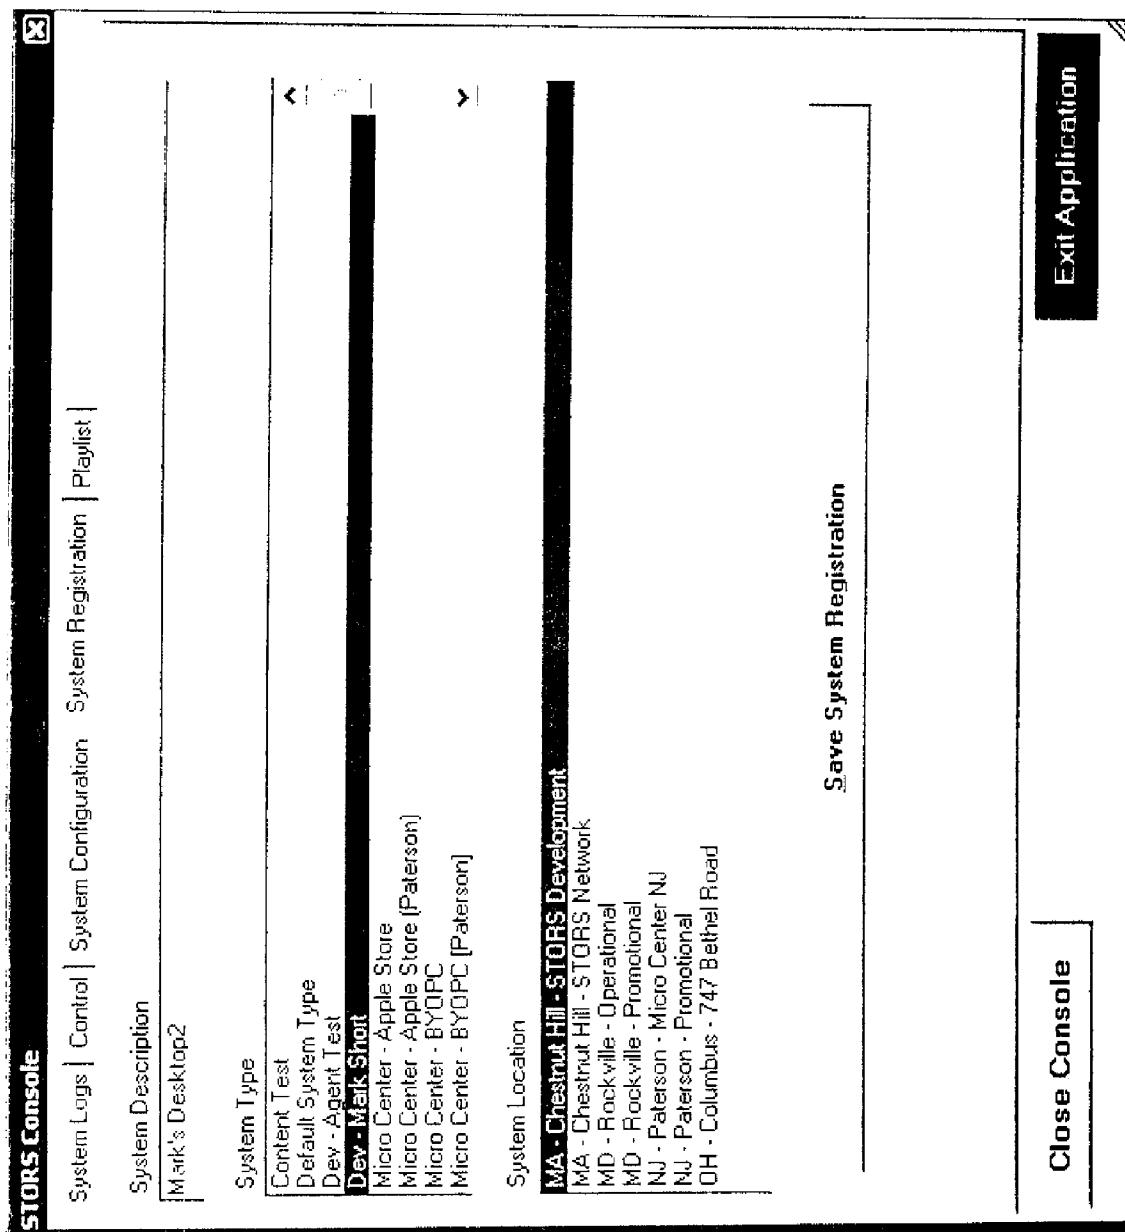 STORS Console
System Logs | Control | System Configuration System Registration | Playlist |
System Description
Mark's Desktop2
System Type
Content Test
Default System Type
Dev - Agent Test
Dev - Mark Short
Micro Center - Apple Store
Micro Center - Apple Store [Paterson]
Micro Center - BYOPC
Micro Center - BYOPC [Paterson]
System Location
MA - Chestnut Hill - STORS Development
MA - Chestnut Hill - STORS Network
MD - Rockville - Operational
MD - Rockville - Promotional
NJ - Paterson - Micro Center NJ
NJ - Paterson - Promotional
OH - Columbus - 747 Bethel Road
Save System Registration
Close Console
Exit Application